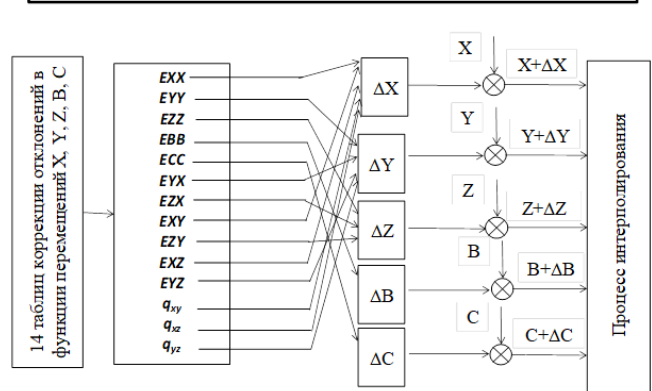 14 таблиц коррекции отклонений в
функции перемещений X, Y, Z, B, C
EXX
EYY
EZZ
EBB
ECC
EYX
EZX
EXY
EZY
EXZ
EYZ
qxy
qxz
qyz
ΔX
ΔY
ΔZ
ΔB
ΔC
X
X+ΔX
Y
Y+ΔY
Z
Z+ΔZ
B
B+ΔB
C
C+ΔC
Процесс интерполирования